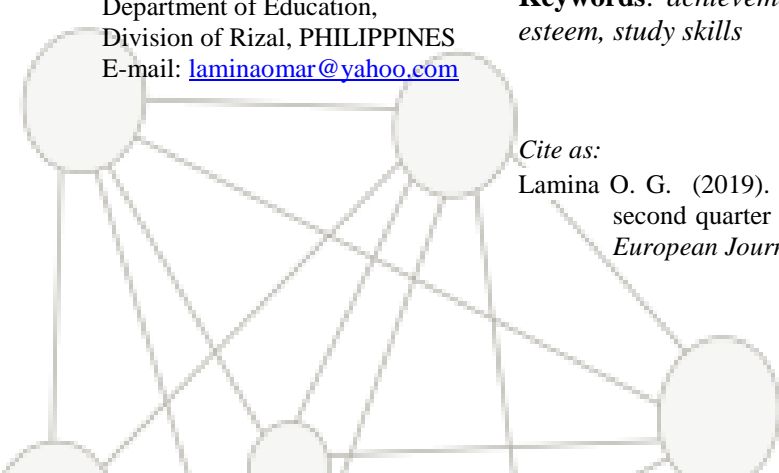 Department of Education,
Division of Rizal, PHILIPPINES
E-mail: laminaomar@yahoo.com
Keywords:
esteem, study skills
Cite as:
Lamina O. G. (2019).
second quarter
European